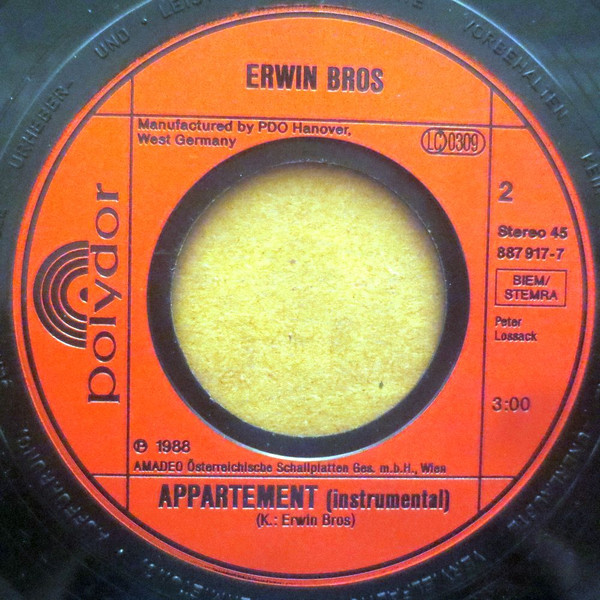 ERWIN BROS
Manufactured by PDO Hanover,
West Germany
LC 0309
2
Stereo 45
887 917-7
BIEM/
STEMRA
Peter
Lossack
3:00
polydor
℗ 1988
AMADEO Österreichische Schallplatten Ges. m.b.H., Wien
APPARTEMENT (instrumental)
(K.: Erwin Bros)
URHEBER- UND
VORBEHALTEN